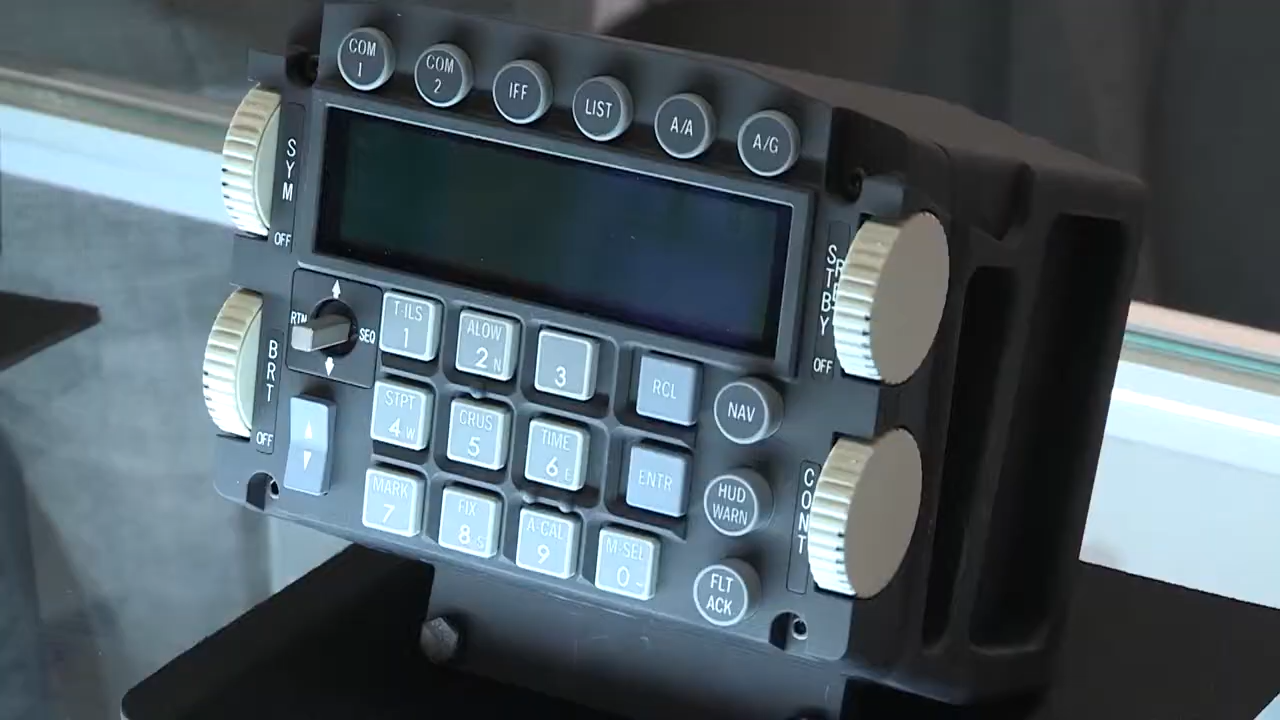 COM
1
COM
2
IFF
LIST
A/A
A/G
SYM
OFF
RTN
SEQ
BRT
OFF
T-ILS
1
ALOW
2 N
3
RCL
NAV
STPT
4 W
CRUS
5
TIME
6 E
ENTR
HUD
WARN
MARK
7
FIX
8 S
A-CAL
9
M-SEL
0 -
FLT
ACK
STBY
OFF
CONT